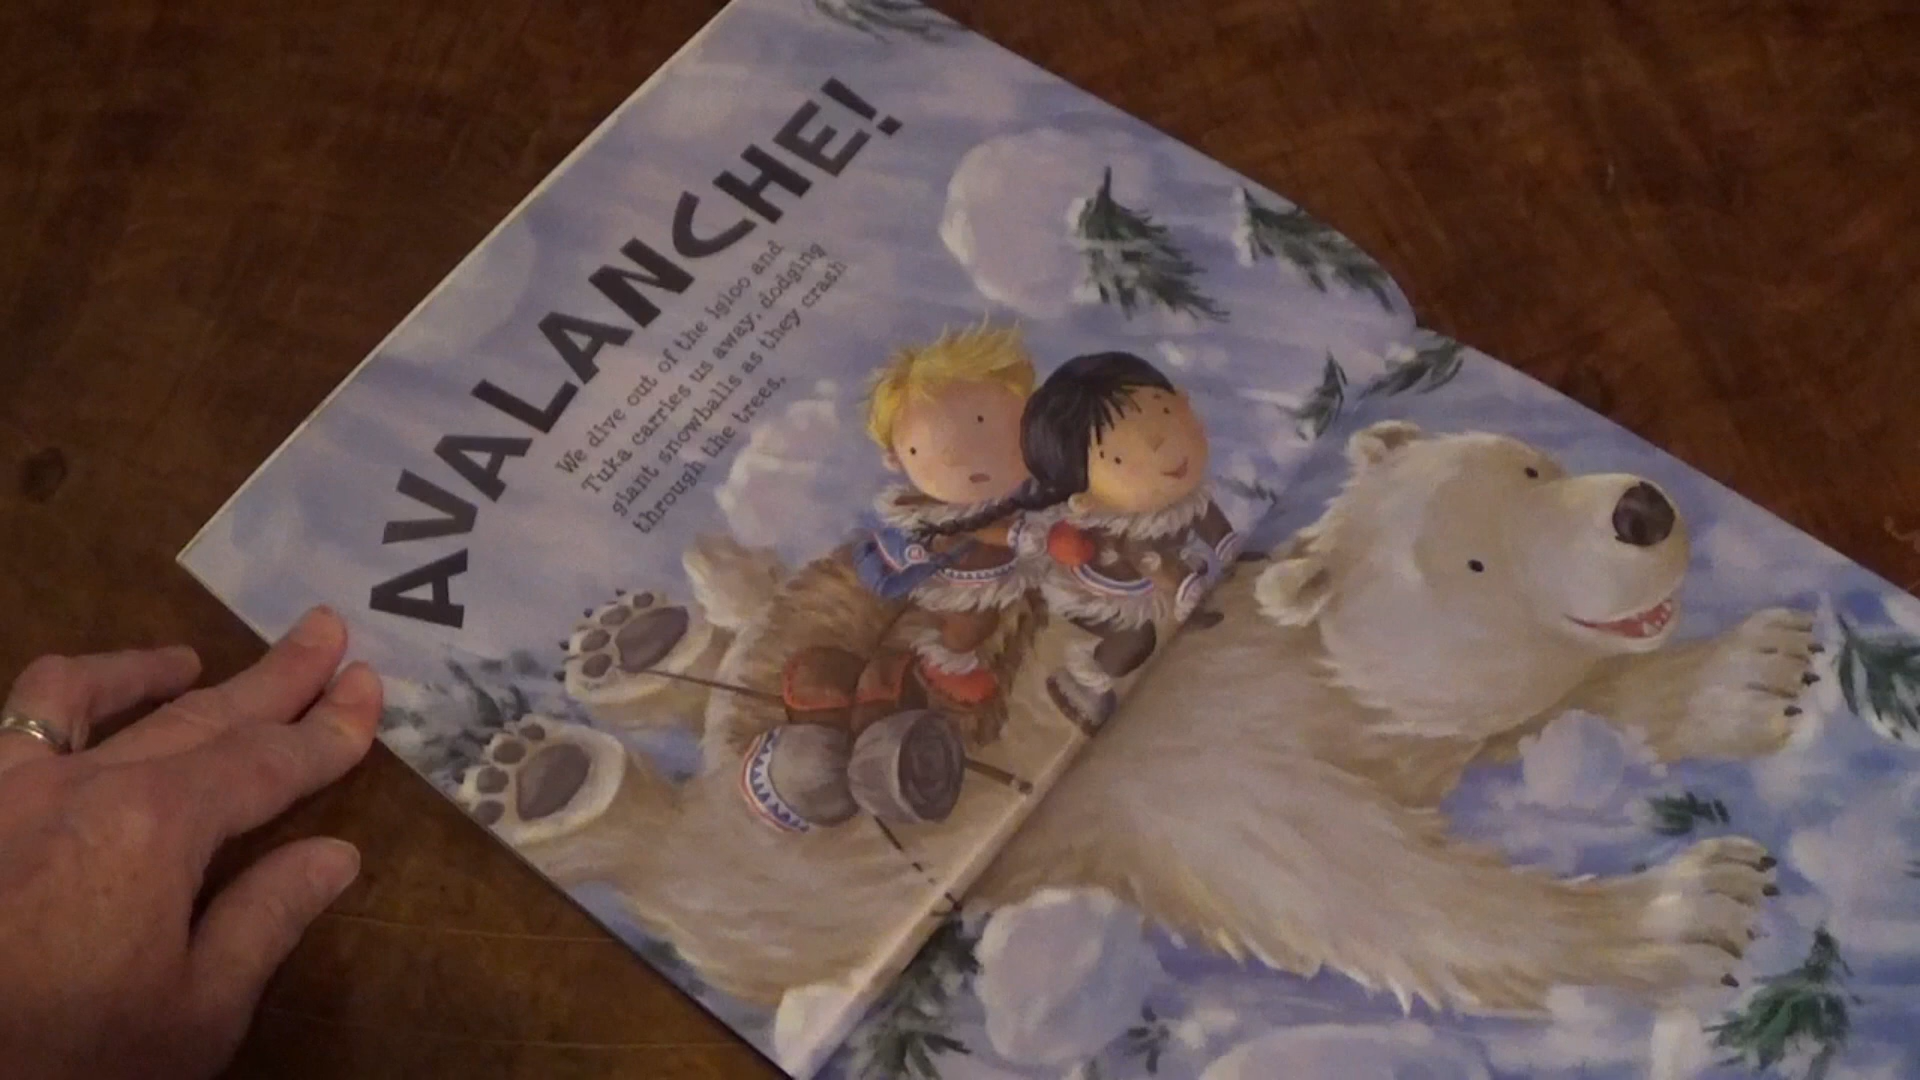 AVALANCHE!
We dive out of the igloo and
Tuka carries us away, dodging
giant snowballs as they crash
through the trees.